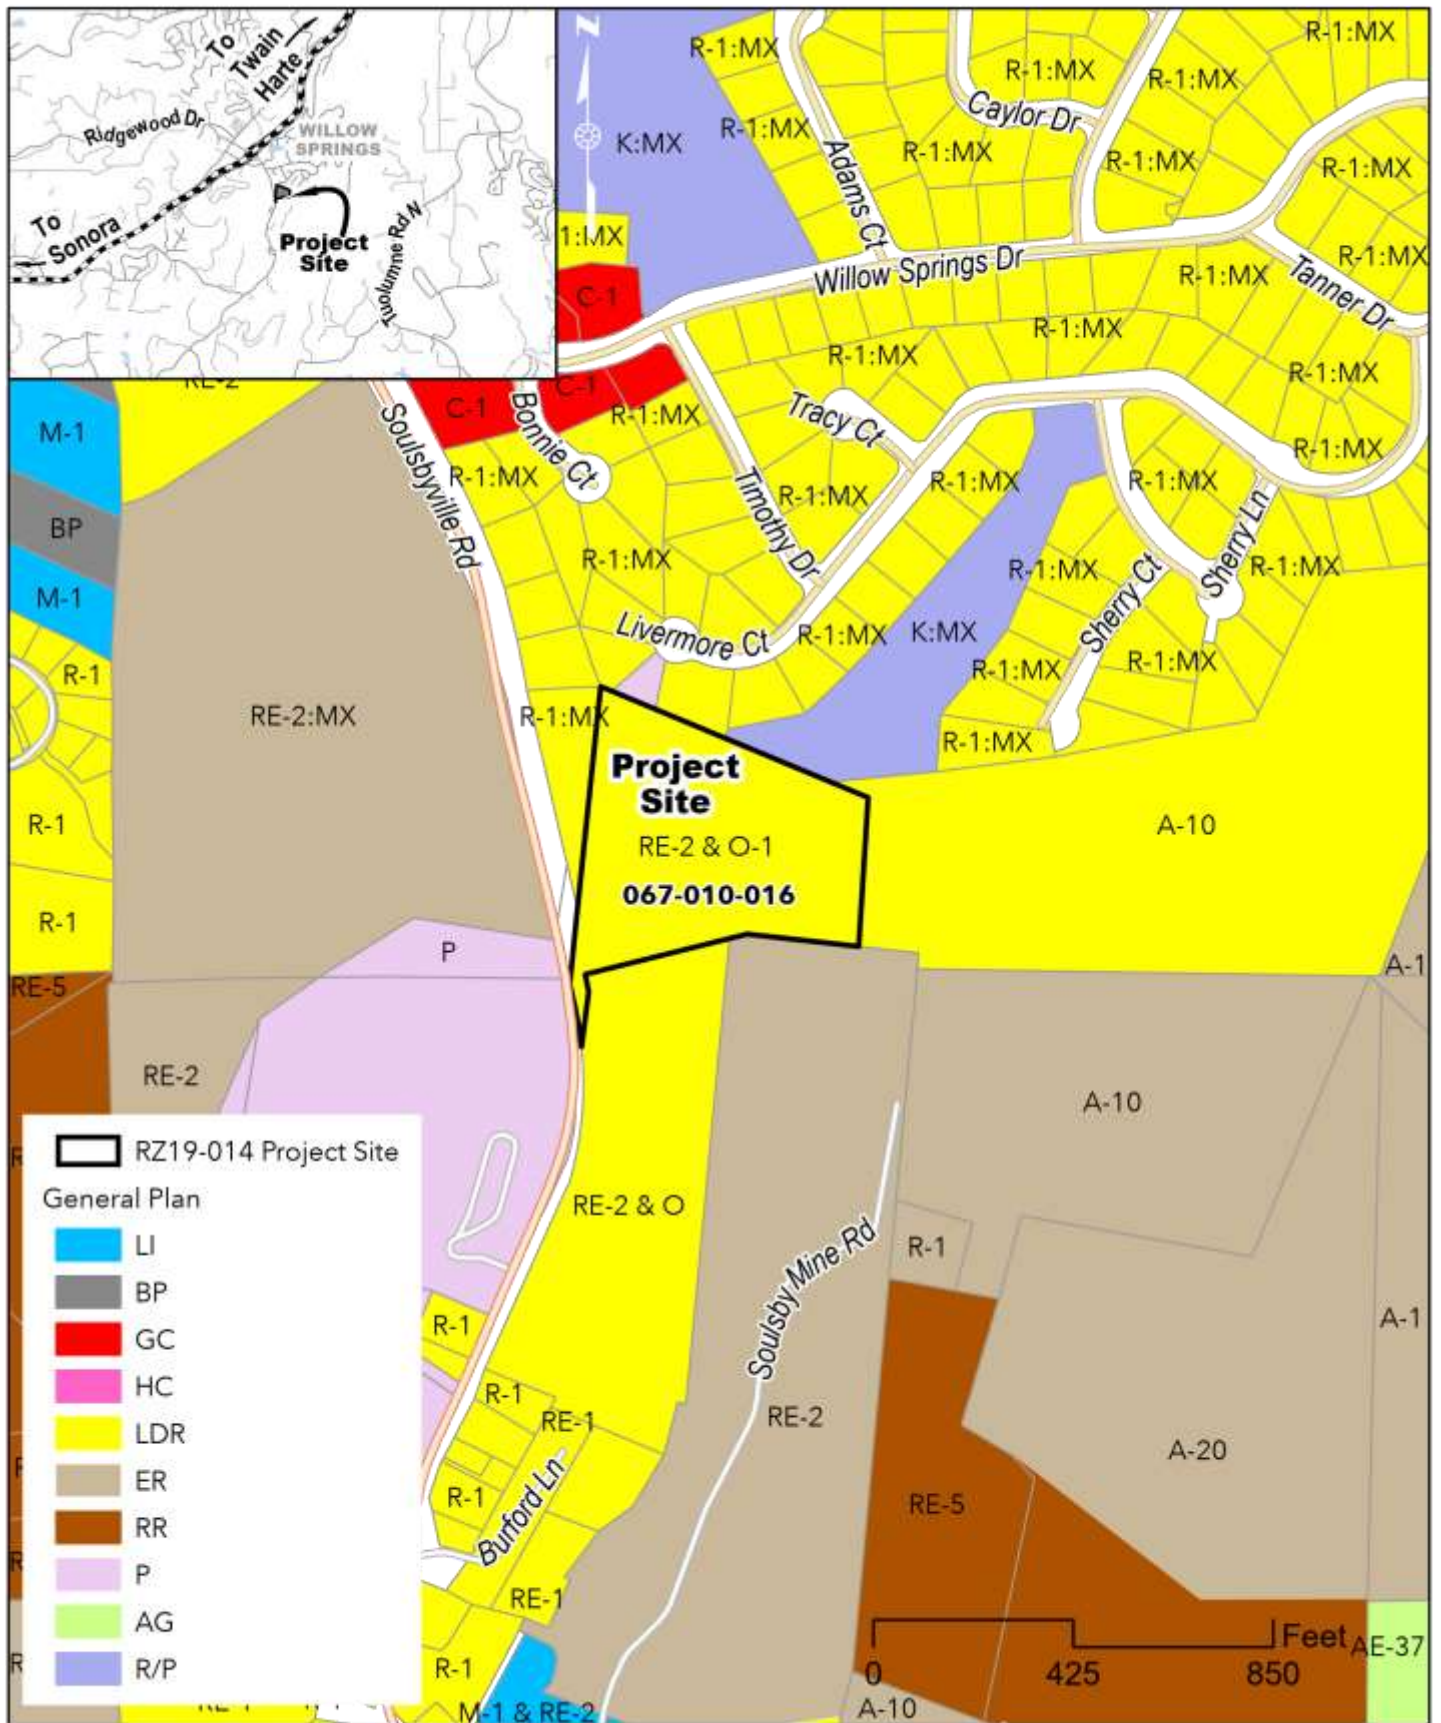 To
Twain
Harte
Ridgewood Dr
WILLOW
SPRINGS
To
Sonora
Project
Site
Tuolumne Rd N
N
R-1:MX
R-1:MX
R-1:MX
R-1:MX
Caylor Dr
R-1:MX
K:MX
R-1:MX
R-1:MX
R-1:MX
Adams Ct
1:MX
R-1:MX
R-1:MX
Willow Springs Dr
Tanner Dr
C-1
R-1:MX
R-1:MX
R-1:MX
RE-2
C-1
C-1
Bonnie Ct
R-1:MX
Tracy Ct
M-1
Soulsbyville Rd
R-1:MX
R-1:MX
Timothy Dr
R-1:MX
R-1:MX
R-1:MX
BP
R-1:MX
R-1:MX
Sherry Ln
R-1:MX
M-1
Sherry Ct
Livermore Ct
R-1:MX
K:MX
R-1:MX
R-1:MX
R-1
RE-2:MX
R-1:MX
R-1:MX
Project
Site
R-1
RE-2 & O-1
A-10
067-010-016
R-1
P
A-1
RE-5
RE-2
A-10
RE-2 & O
R-1
Soulsby Mine Rd
R-1
A-1
R-1
RE-1
RE-2
A-20
R-1
Burford Ln
RE-5
RE-1
R-1
M-1 & RE-2
A-10
AE-37
RZ19-014 Project Site
General Plan
LI
BP
GC
HC
LDR
ER
RR
P
AG
R/P
Feet
0 425 850